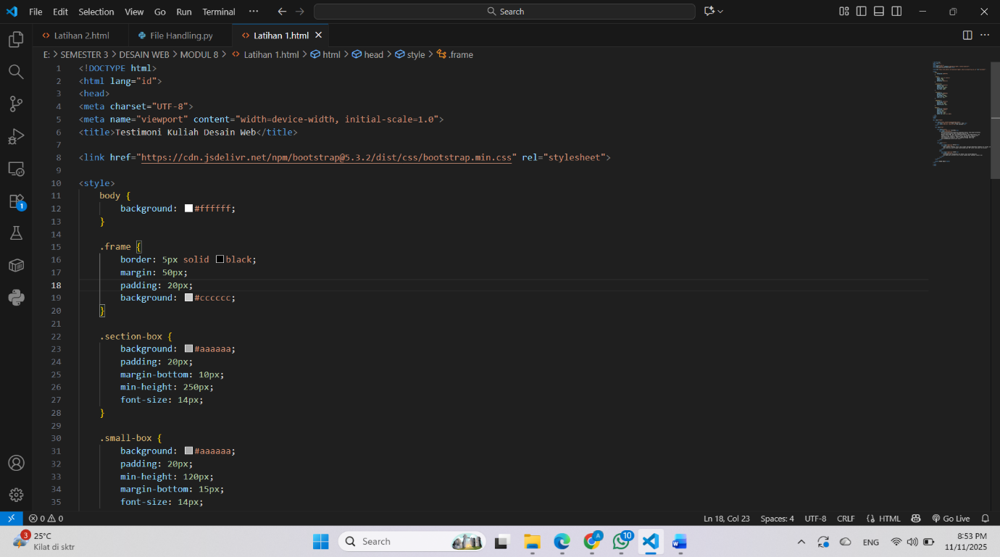 File Edit Selection View Go Run Terminal ··· Search
Latihan 2.html File Handling.py Latihan 1.html
E: > SEMESTER 3 > DESAIN WEB > MODUL 8 > Latihan 1.html > html > head > style > .frame
1 <!DOCTYPE html>
2 <html lang="id">
3 <head>
4 <meta charset="UTF-8">
5 <meta name="viewport" content="width=device-width, initial-scale=1.0">
6 <title>Testimoni Kuliah Desain Web</title>
7
8 <link href="https://cdn.jsdelivr.net/npm/bootstrap@5.3.2/dist/css/bootstrap.min.css" rel="stylesheet">
9
10 <style>
11 body {
12 background: #ffffff;
13 }
14
15 .frame {
16 border: 5px solid black;
17 margin: 50px;
18 padding: 20px;
19 background: #cccccc;
20 }
21
22 .section-box {
23 background: #aaaaaa;
24 padding: 20px;
25 margin-bottom: 10px;
26 min-height: 250px;
27 font-size: 14px;
28 }
29
30 .small-box {
31 background: #aaaaaa;
32 padding: 20px;
33 min-height: 120px;
34 margin-bottom: 15px;
35 font-size: 14px;
1
0 0 Ln 18, Col 23 Spaces: 4 UTF-8 CRLF HTML Go Live
3 25°C
Kilat di sktr
Search
A 10
ENG
8:53 PM
11/11/2025